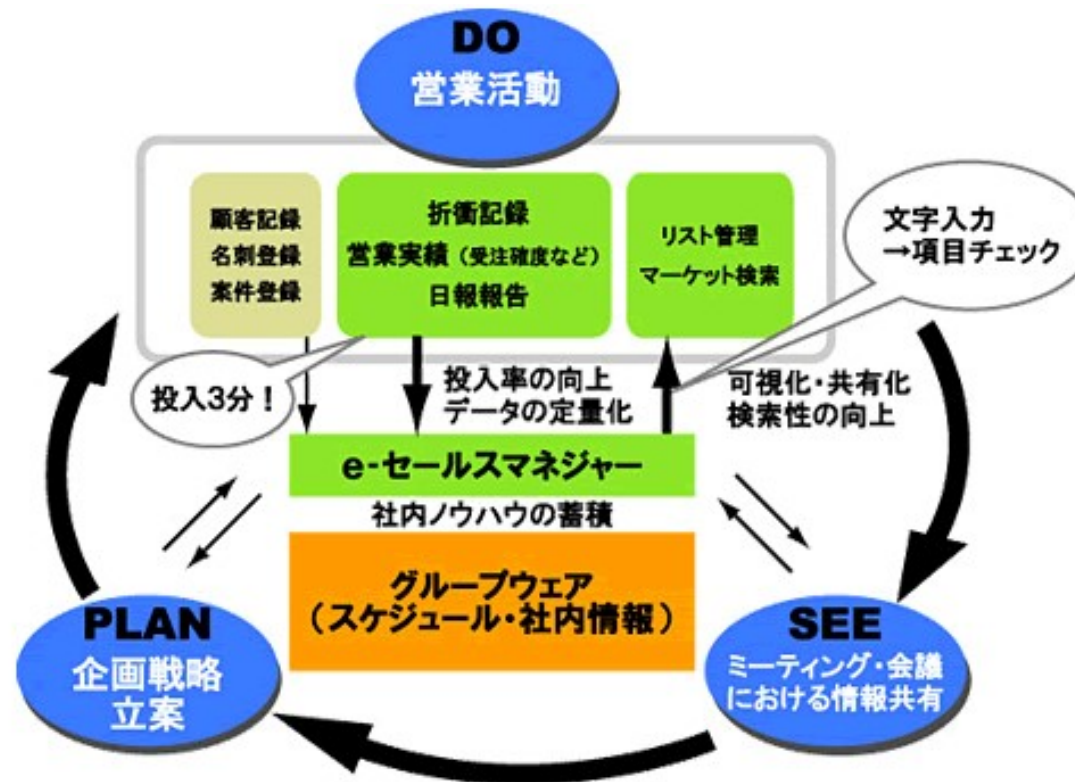 DO
営業活動
顧客記録
名刺登録
案件登録
折衝記録
営業実績（受注確度など）
日報報告
リスト管理
マーケット検索
文字入力
→項目チェック
投入3分！
投入率の向上
データの定量化
可視化・共有化
検索性の向上
e-セールスマネジャー
社内ノウハウの蓄積
グループウェア
（スケジュール・社内情報）
PLAN
企画戦略
立案
SEE
ミーティング・会議
における情報共有